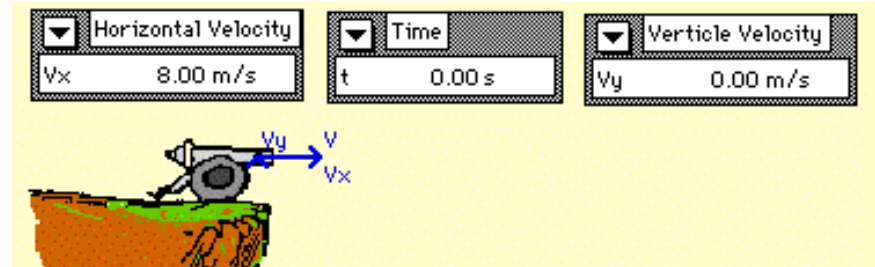 Horizontal Velocity
Vx 8.00 m/s
Time
t 0.00 s
Verticle Velocity
Vy 0.00 m/s
Vy V
Vx